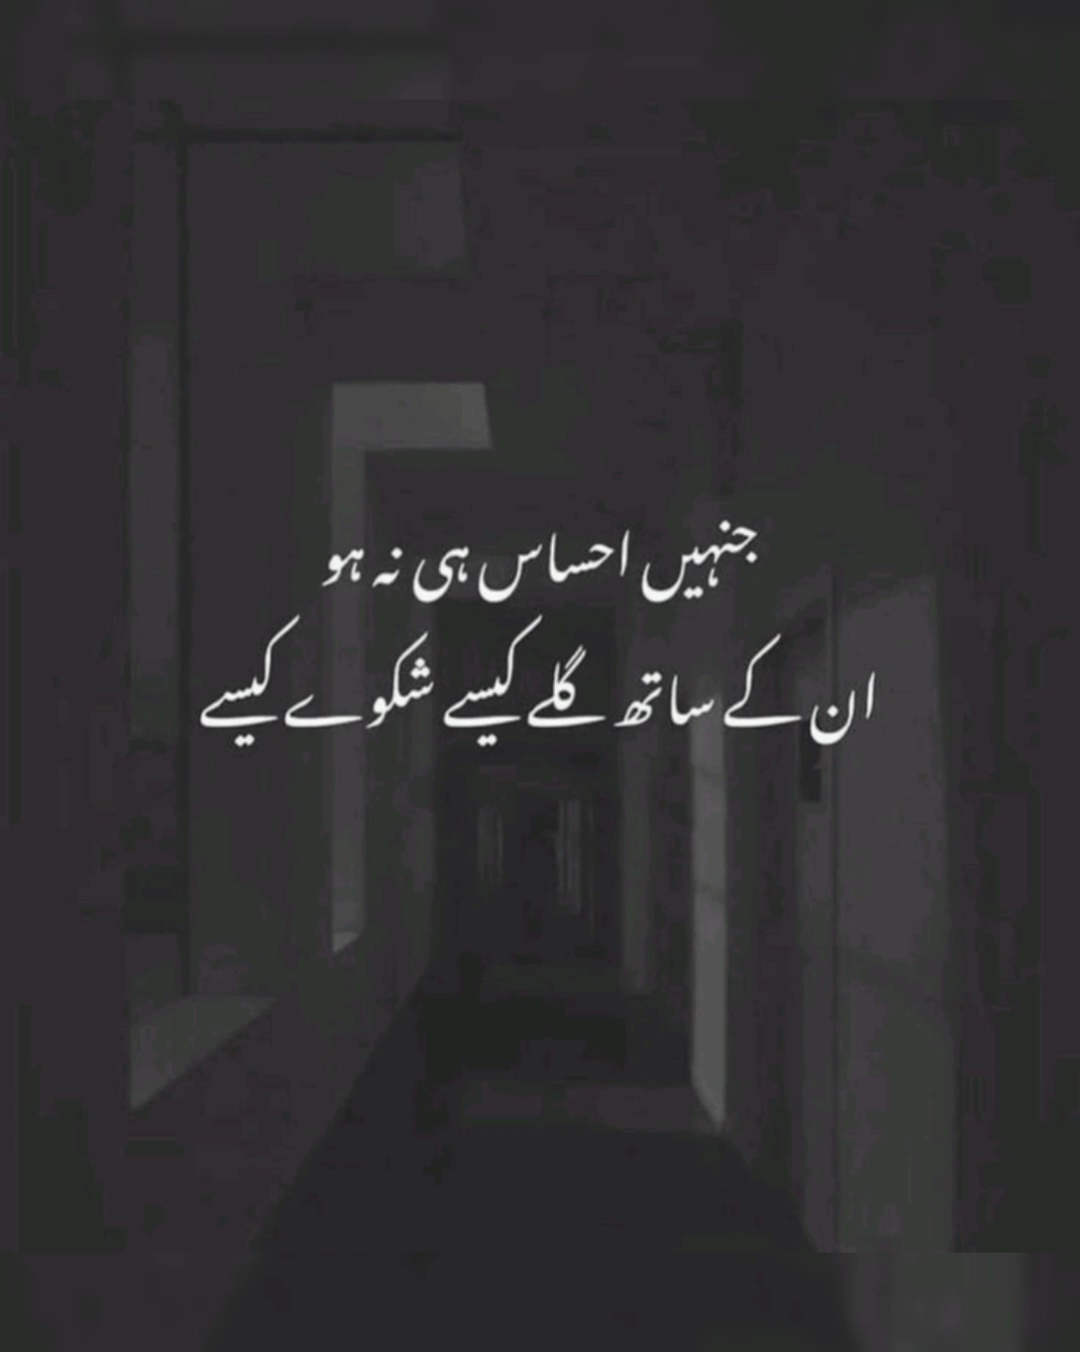 جنہیں احساس ہی نہ ہو
ان کے ساتھ گلے کیسے شکوے کیسے